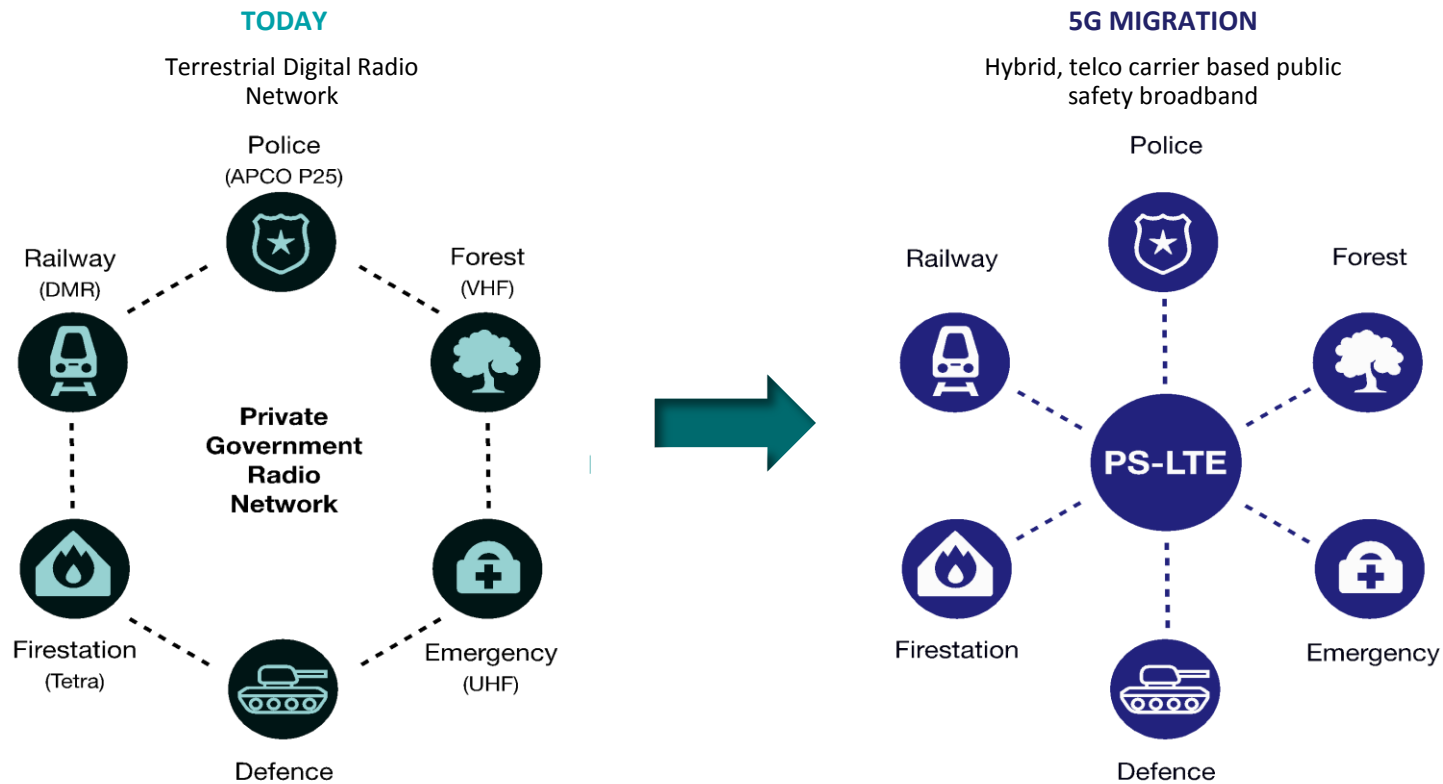 TODAY
Terrestrial Digital Radio
Network
Police
(APCO P25)
Railway
(DMR)
Forest
(VHF)
Private
Government
Radio
Network
Firestation
(Tetra)
Emergency
(UHF)
Defence
5G MIGRATION
Hybrid, telco carrier based public
safety broadband
Police
Railway
Forest
PS-LTE
Firestation
Emergency
Defence